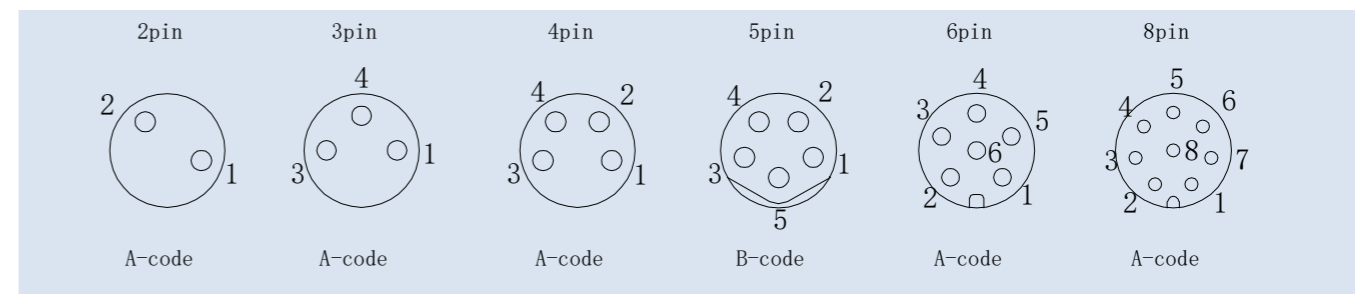 2pin 3pin 4pin 5pin 6pin 8pin
2 1
4 3 1
4 2 3 1
4 2 3 1 5
4 3 5 6 2 1
5 4 6 3 8 7 2 1
A-code A-code A-code B-code A-code A-code